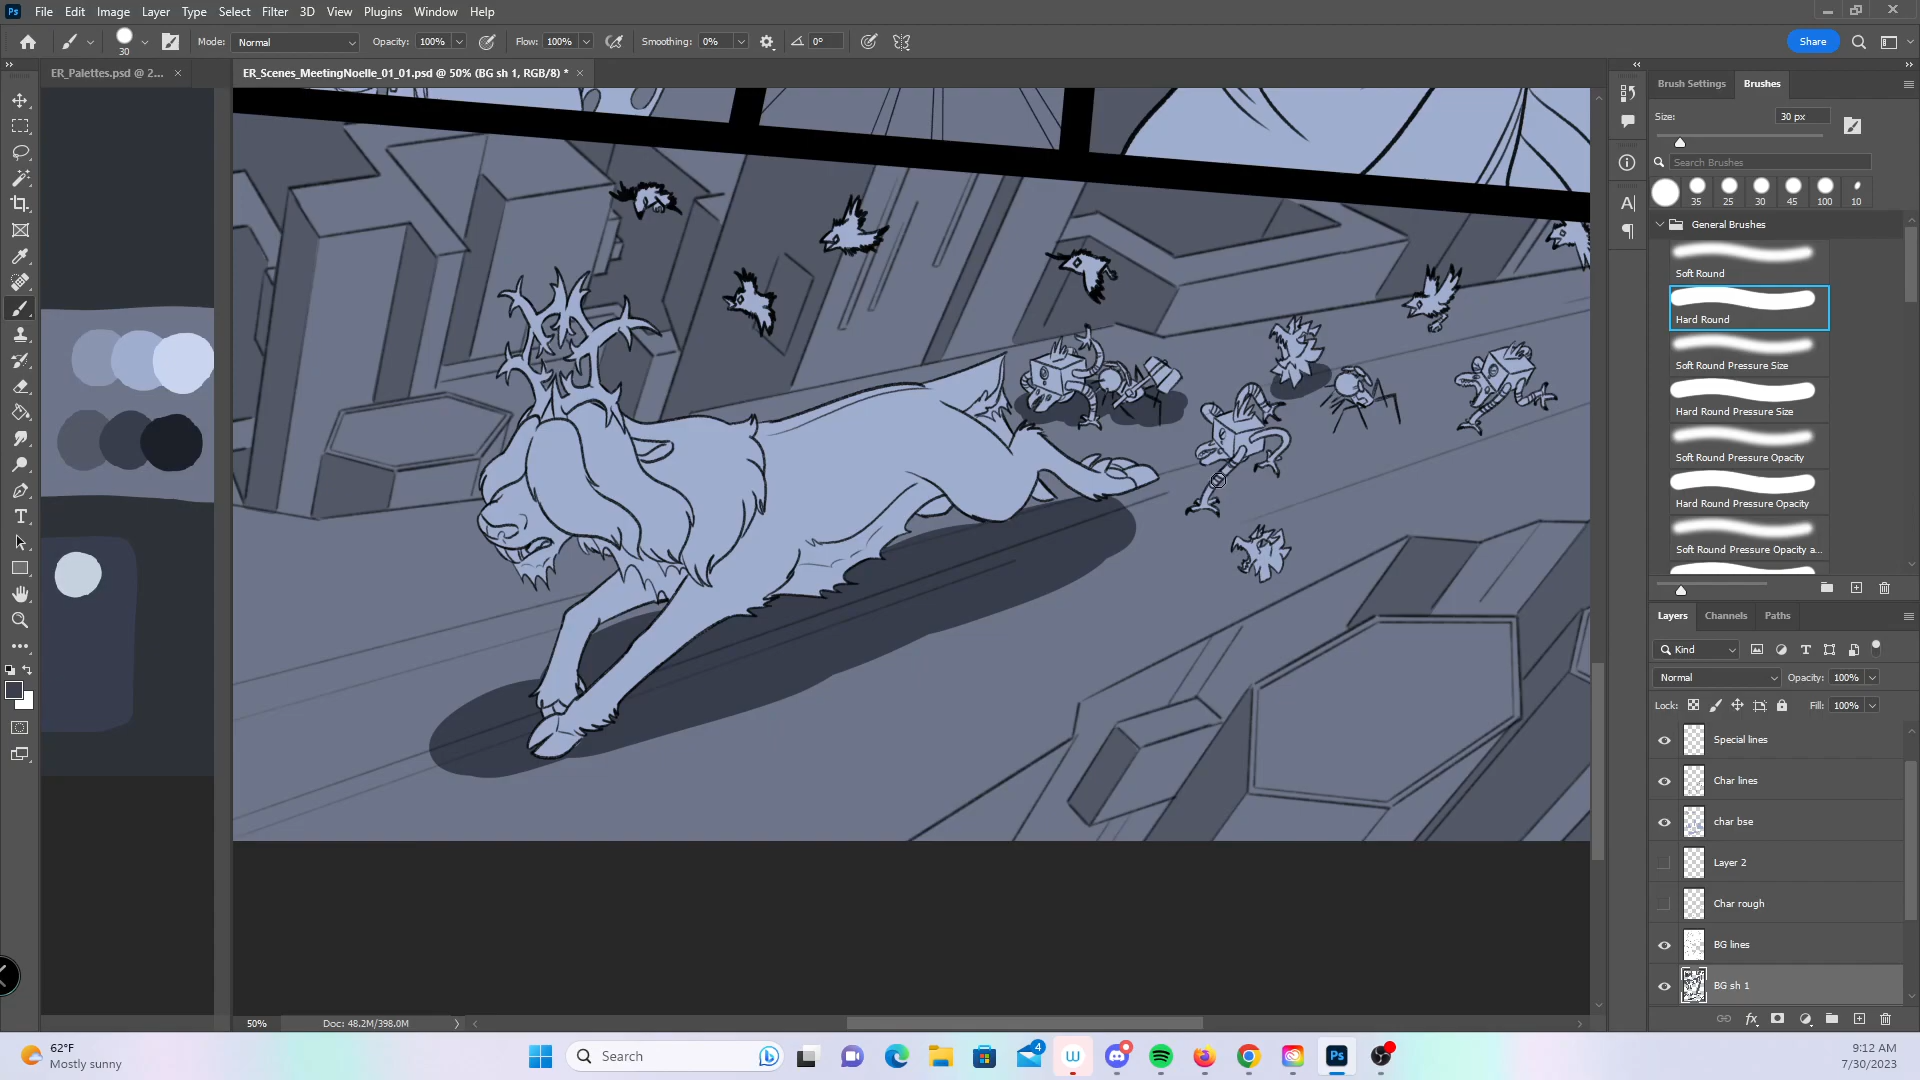 Ps File Edit Image Layer Type Select Filter 3D View Plugins Window Help
30 Mode: Normal Opacity: 100% Flow: 100% Smoothing: 0% 0° Share
ER_Palettes.psd @ 2... × ER_Scenes_MeetingNoelle_01_01.psd @ 50% (BG sh 1, RGB/8) * ×
Brush Settings Brushes
Size: 30 px
Search Brushes
35 25 30 45 100 10
General Brushes
Soft Round
Hard Round
Soft Round Pressure Size
Hard Round Pressure Size
Soft Round Pressure Opacity
Hard Round Pressure Opacity
Soft Round Pressure Opacity a...
Layers Channels Paths
Kind
Normal Opacity: 100%
Lock: Fill: 100%
Special lines
Char lines
char bse
Layer 2
Char rough
BG lines
BG sh 1
50% Doc: 48.2M/398.0M
62°F
Mostly sunny
Search
4
Ps
9:12 AM
7/30/2023